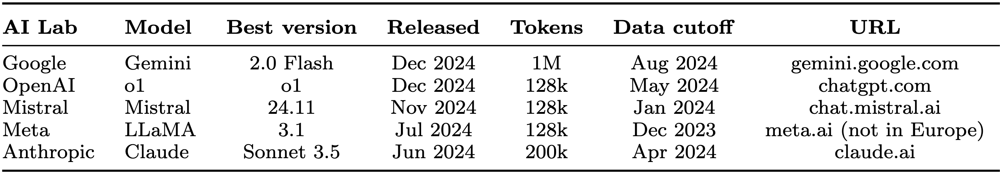 AI Lab Model Best version Released Tokens Data cutoff URL
Google Gemini 2.0 Flash Dec 2024 1M Aug 2024 gemini.google.com
OpenAI o1 o1 Dec 2024 128k May 2024 chatgpt.com
Mistral Mistral 24.11 Nov 2024 128k Jan 2024 chat.mistral.ai
Meta LLaMA 3.1 Jul 2024 128k Dec 2023 meta.ai (not in Europe)
Anthropic Claude Sonnet 3.5 Jun 2024 200k Apr 2024 claude.ai